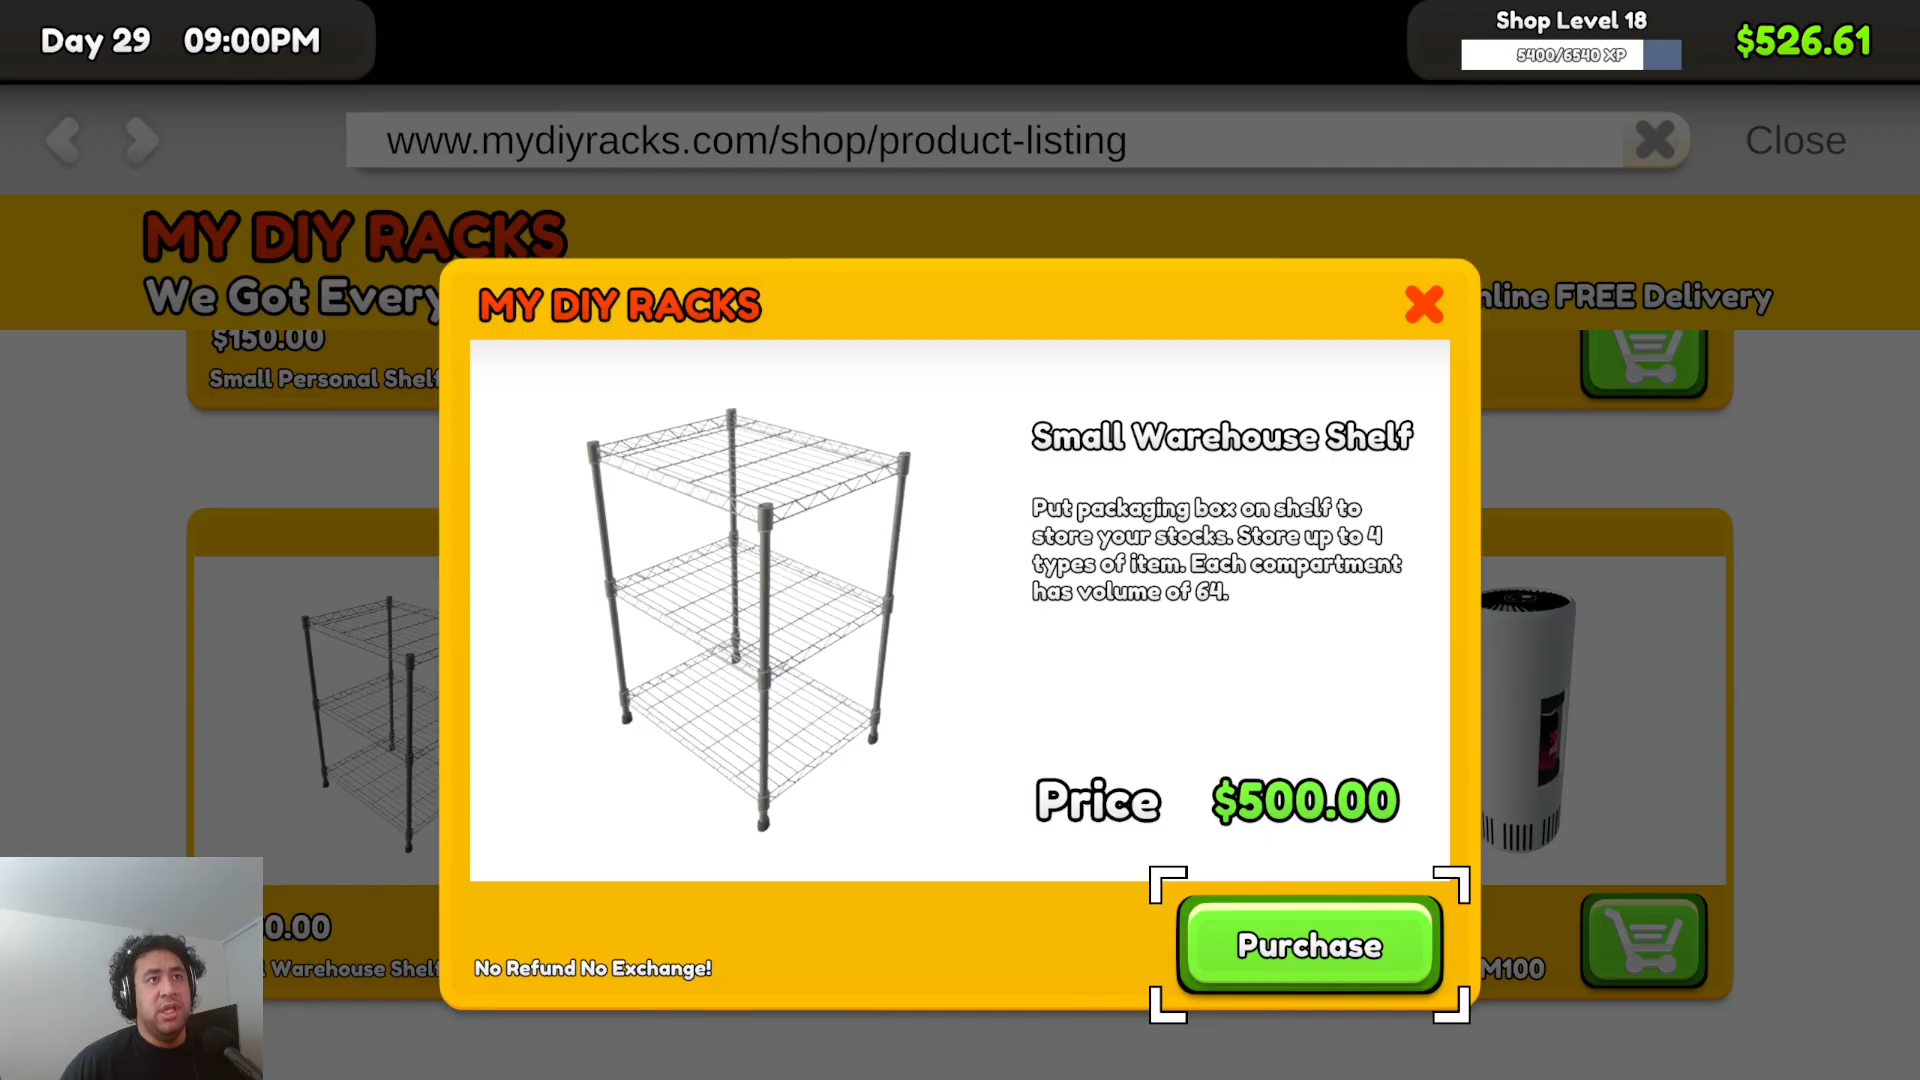 Day 29 09:00PM
Shop Level 18
5400/6540 XP
$526.61
www.mydiyracks.com/shop/product-listing
Close
MY DIY RACKS
We Got Every
nline FREE Delivery
$150.00
Small Personal Shelf
MY DIY RACKS
Small Warehouse Shelf
Put packaging box on shelf to
store your stocks. Store up to 4
types of item. Each compartment
has volume of 64.
Price $500.00
0.00
Warehouse Shelf
M100
No Refund No Exchange!
Purchase